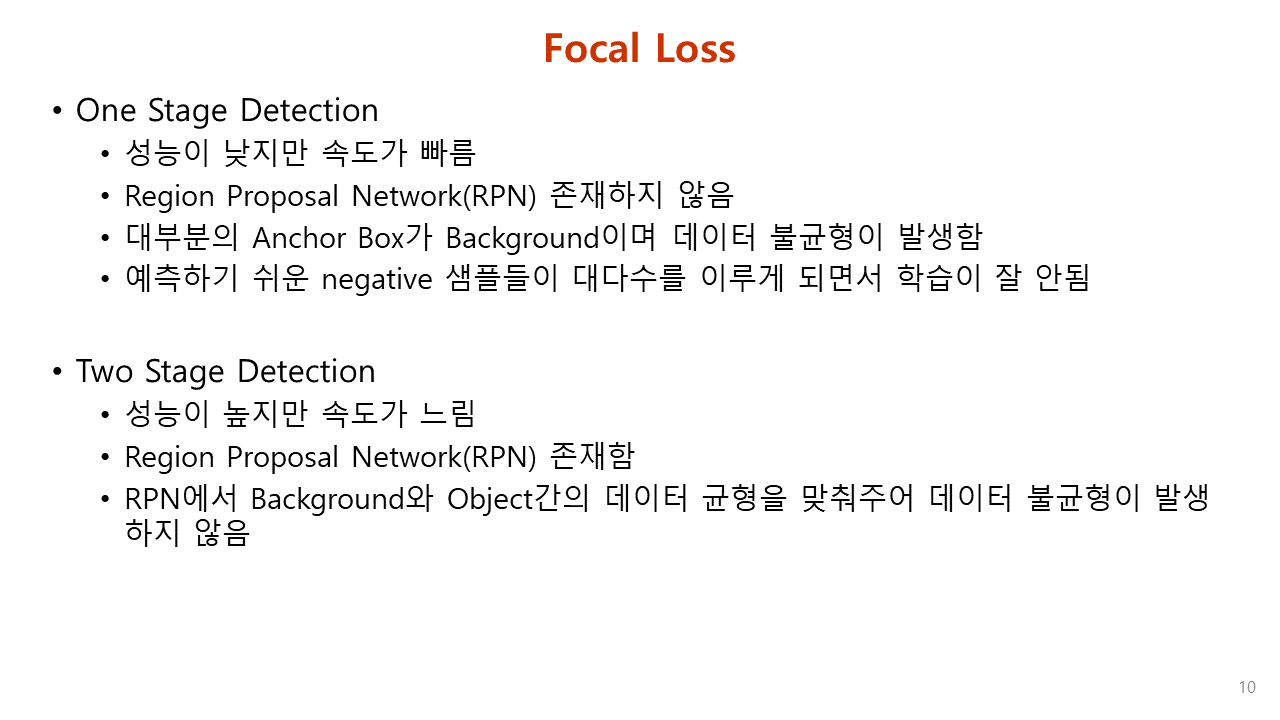 Focal Loss
• One Stage Detection
• 성능이 낮지만 속도가 빠름
• Region Proposal Network(RPN) 존재하지 않음
• 대부분의 Anchor Box가 Background이며 데이터 불균형이 발생함
• 예측하기 쉬운 negative 샘플들이 대다수를 이루게 되면서 학습이 잘 안됨
• Two Stage Detection
• 성능이 높지만 속도가 느림
• Region Proposal Network(RPN) 존재함
• RPN에서 Background와 Object간의 데이터 균형을 맞춰주어 데이터 불균형이 발생
하지 않음
10